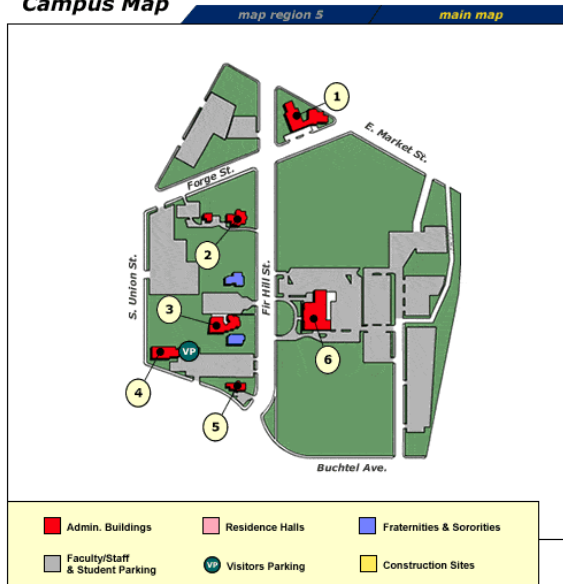 Campus Map
map region 5
main map
1
E. Market St.
Forge St.
2
S. Union St.
Fir Hill St.
3
VP
6
4
5
Buchtel Ave.
Admin. Buildings
Residence Halls
Fraternities & Sororities
Faculty/Staff
& Student Parking
VP
Visitors Parking
Construction Sites